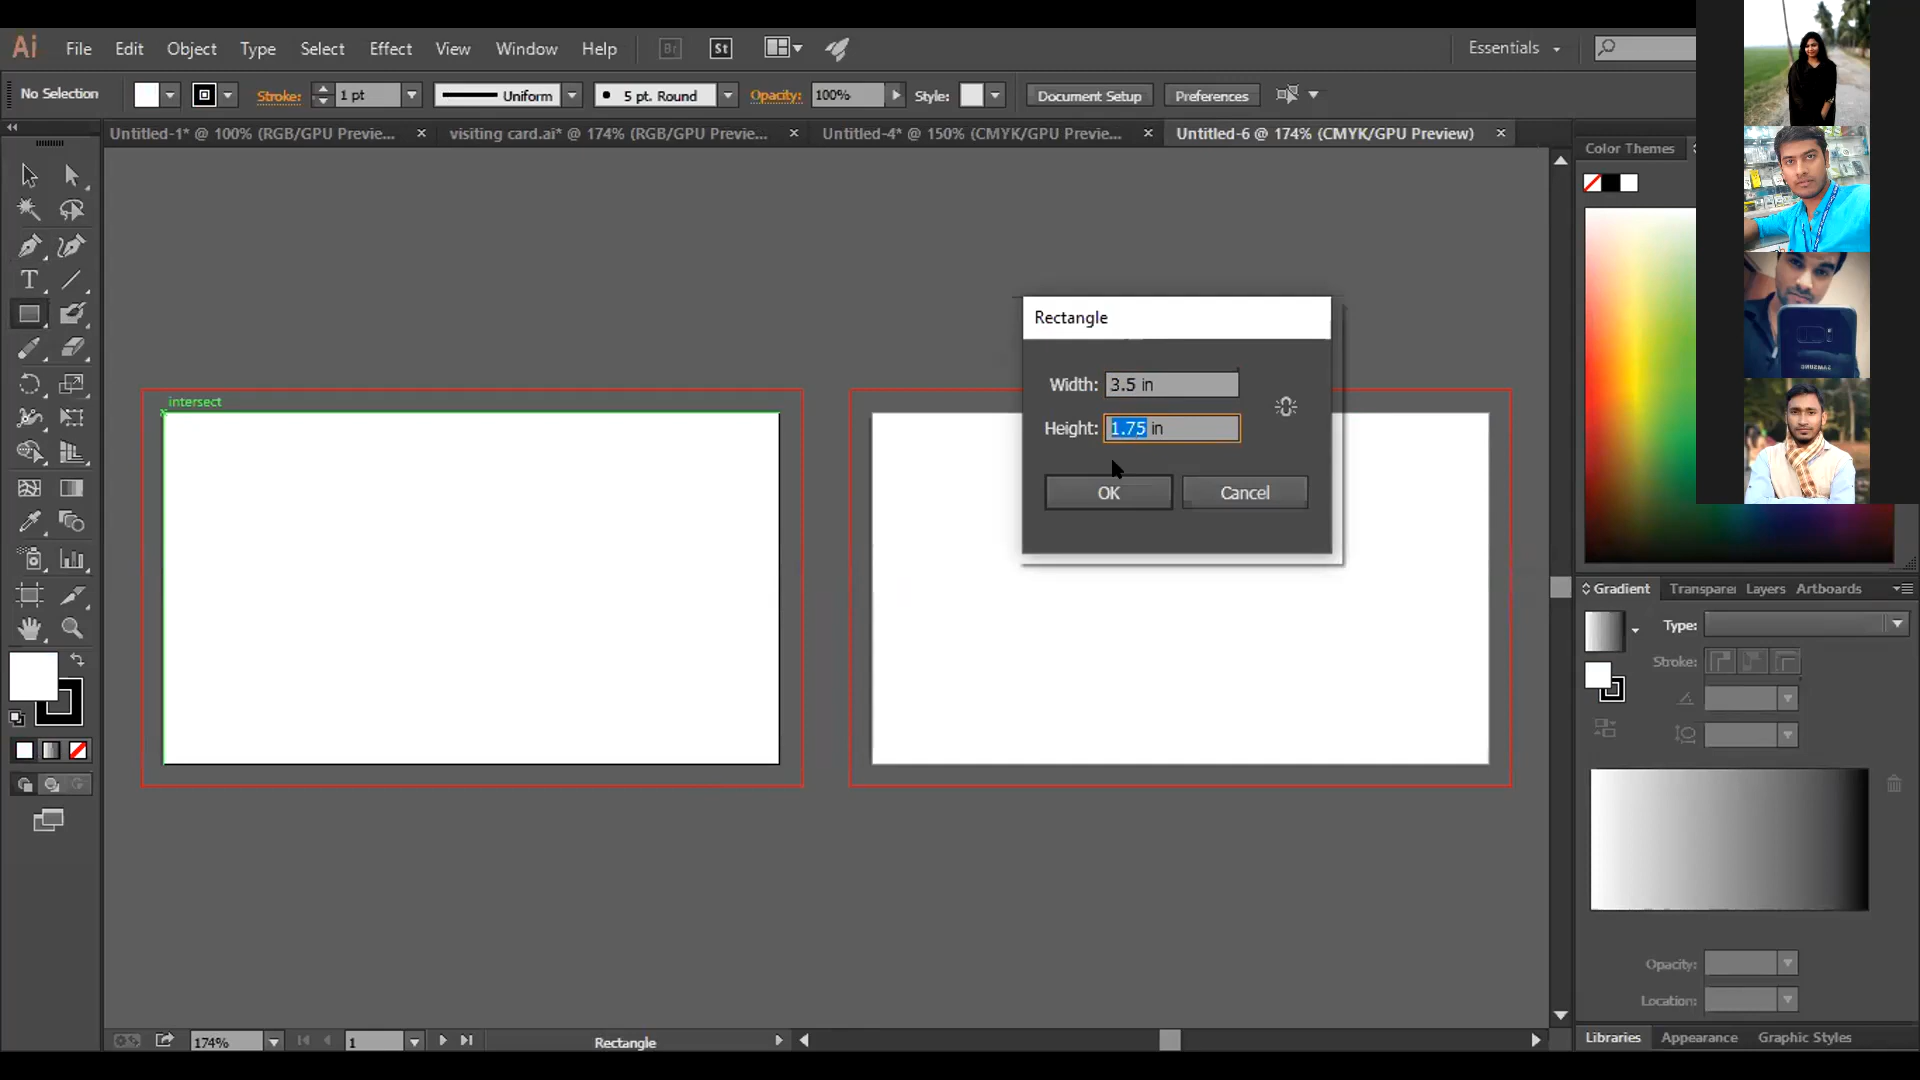 Ai File Edit Object Type Select Effect View Window Help Br St Essentials
No Selection Stroke: 1 pt Uniform 5 pt. Round Opacity: 100% Style: Document Setup Preferences
Untitled-1* @ 100% (RGB/GPU Previe... × visiting card.ai* @ 174% (RGB/GPU Previe... × Untitled-4* @ 150% (CMYK/GPU Previe... × Untitled-6 @ 174% (CMYK/GPU Preview) ×
Color Themes
Rectangle
Width: 3.5 in
Height: 1.75 in
OK Cancel
intersect
Gradient Transparen Layers Artboards
Type:
Stroke:
Opacity:
Location:
174% 1 Rectangle
Libraries Appearance Graphic Styles